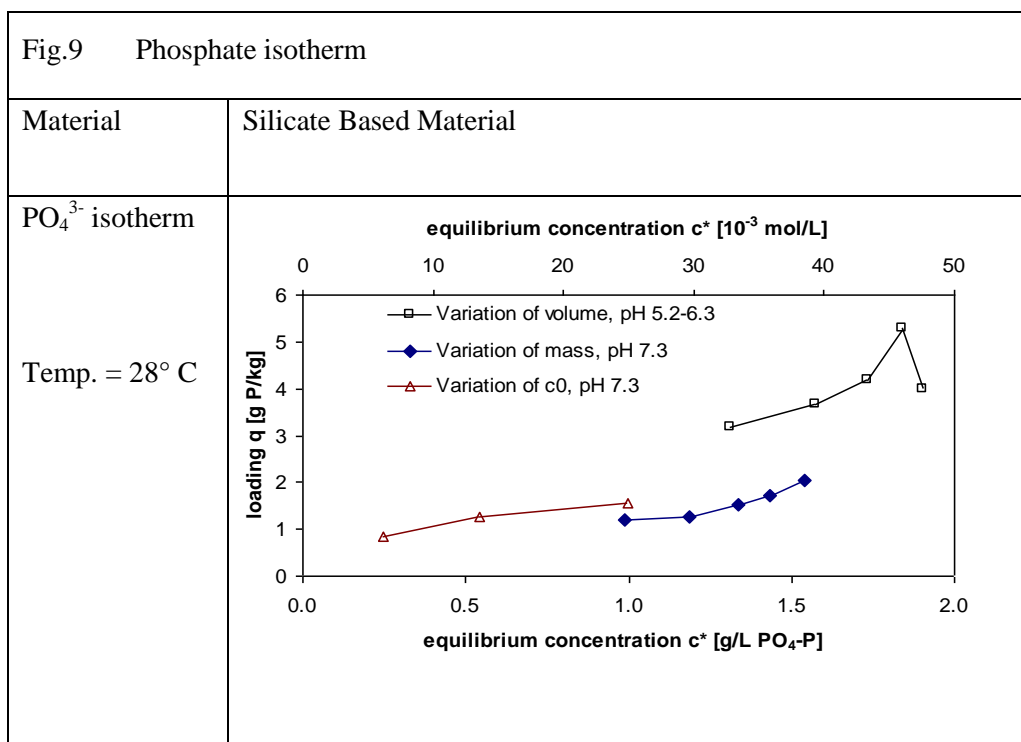 Fig.9 Phosphate isotherm
Material
Silicate Based Material
PO₄³⁻ isotherm
Temp. = 28° C
equilibrium concentration c* [10⁻³ mol/L]
0 10 20 30 40 50
loading q [g P/kg]
6
5
4
3
2
1
0
Variation of volume, pH 5.2-6.3
Variation of mass, pH 7.3
Variation of c0, pH 7.3
0.0 0.5 1.0 1.5 2.0
equilibrium concentration c* [g/L PO₄-P]